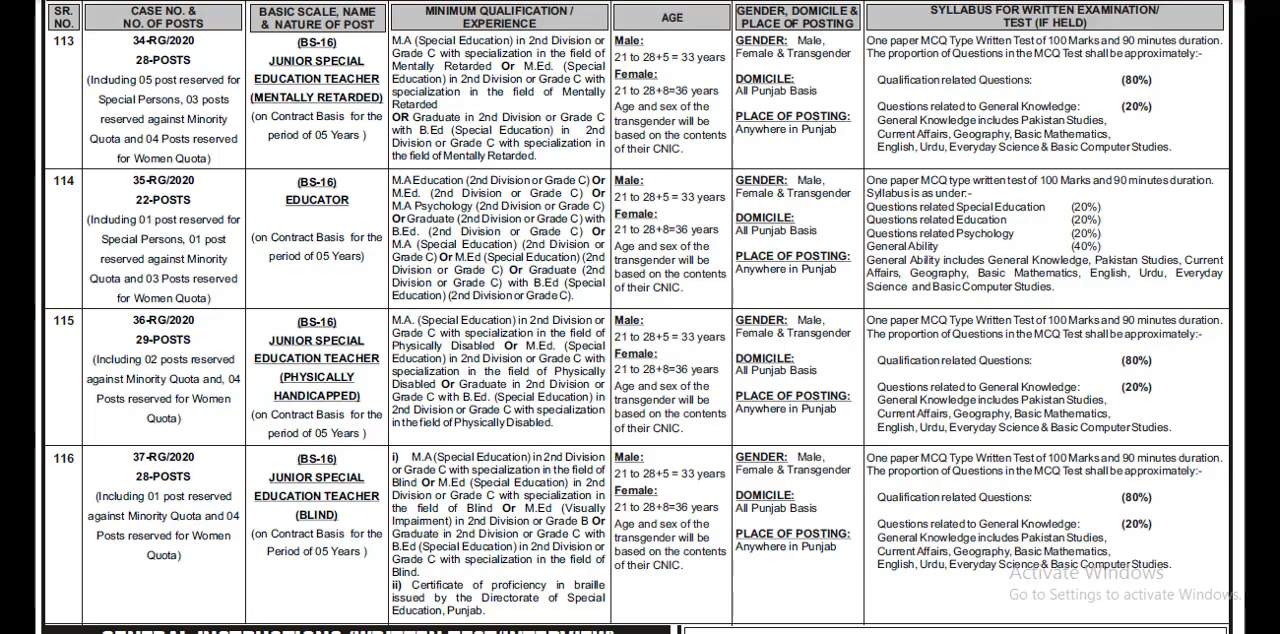 SR. NO.
CASE NO. & NO. OF POSTS
BASIC SCALE, NAME & NATURE OF POST
MINIMUM QUALIFICATION / EXPERIENCE
AGE
GENDER, DOMICILE & PLACE OF POSTING
SYLLABUS FOR WRITTEN EXAMINATION/ TEST (IF HELD)
113
34-RG/2020
28-POSTS
(Including 05 post reserved for
Special Persons, 03 posts
reserved against Minority
Quota and 04 Posts reserved
for Women Quota)
(BS-16)
JUNIOR SPECIAL
EDUCATION TEACHER
(MENTALLY RETARDED)
(on Contract Basis for the
period of 05 Years )
M.A (Special Education) in 2nd Division or
Grade C with specialization in the field of
Mentally Retarded Or M.Ed. (Special
Education) in 2nd Division or Grade C with
specialization in the field of Mentally
Retarded
OR Graduate in 2nd Division or Grade C
with B.Ed (Special Education) in 2nd
Division or Grade C with specialization in
the field of Mentally Retarded.
Male:
21 to 28+5 = 33 years
Female:
21 to 28+8=36 years
Age and sex of the
transgender will be
based on the contents
of their CNIC.
GENDER: Male,
Female & Transgender
DOMICILE:
All Punjab Basis
PLACE OF POSTING:
Anywhere in Punjab
One paper MCQ Type Written Test of 100 Marks and 90 minutes duration.
The proportion of Questions in the MCQ Test shall be approximately:-
Qualification related Questions: (80%)
Questions related to General Knowledge: (20%)
General Knowledge includes Pakistan Studies,
Current Affairs, Geography, Basic Mathematics,
English, Urdu, Everyday Science & Basic Computer Studies.
114
35-RG/2020
22-POSTS
(Including 01 post reserved for
Special Persons, 01 post
reserved against Minority
Quota and 03 Posts reserved
for Women Quota)
(BS-16)
EDUCATOR
(on Contract Basis for the
period of 05 Years)
M.A Education (2nd Division or Grade C) Or
M.Ed. (2nd Division or Grade C) Or
M.A Psychology (2nd Division or Grade C)
Or Graduate (2nd Division or Grade C) with
B.Ed. (2nd Division or Grade C) Or
M.A (Special Education) (2nd Division or
Grade C) Or M.Ed (Special Education) (2nd
Division or Grade C) Or Graduate (2nd
Division or Grade C) with B.Ed (Special
Education) (2nd Division or Grade C).
Male:
21 to 28+5 = 33 years
Female:
21 to 28+8=36 years
Age and sex of the
transgender will be
based on the contents
of their CNIC.
GENDER: Male,
Female & Transgender
DOMICILE:
All Punjab Basis
PLACE OF POSTING:
Anywhere in Punjab
One paper MCQ type written test of 100 Marks and 90 minutes duration.
Syllabus is as under:-
Questions related Special Education (20%)
Questions related Education (20%)
Questions related Psychology (20%)
General Ability (40%)
General Ability includes General Knowledge, Pakistan Studies, Current
Affairs, Geography, Basic Mathematics, English, Urdu, Everyday
Science and Basic Computer Studies.
115
36-RG/2020
29-POSTS
(Including 02 posts reserved
against Minority Quota and, 04
Posts reserved for Women
Quota)
(BS-16)
JUNIOR SPECIAL
EDUCATION TEACHER
(PHYSICALLY
HANDICAPPED)
(on Contract Basis for the
period of 05 Years )
M.A. (Special Education) in 2nd Division or
Grade C with specialization in the field of
Physically Disabled Or M.Ed. (Special
Education) in 2nd Division or Grade C with
specialization in the field of Physically
Disabled Or Graduate in 2nd Division or
Grade C with B.Ed. (Special Education) in
2nd Division or Grade C with specialization
in the field of Physically Disabled.
Male:
21 to 28+5 = 33 years
Female:
21 to 28+8=36 years
Age and sex of the
transgender will be
based on the contents
of their CNIC.
GENDER: Male,
Female & Transgender
DOMICILE:
All Punjab Basis
PLACE OF POSTING:
Anywhere in Punjab
One paper MCQ Type Written Test of 100 Marks and 90 minutes duration.
The proportion of Questions in the MCQ Test shall be approximately:-
Qualification related Questions: (80%)
Questions related to General Knowledge: (20%)
General Knowledge includes Pakistan Studies,
Current Affairs, Geography, Basic Mathematics,
English, Urdu, Everyday Science & Basic Computer Studies.
116
37-RG/2020
28-POSTS
(Including 01 post reserved
against Minority Quota and 04
Posts reserved for Women
Quota)
(BS-16)
JUNIOR SPECIAL
EDUCATION TEACHER
(BLIND)
(on Contract Basis for the
Period of 05 Years )
i) M.A (Special Education) in 2nd Division
or Grade C with specialization in the field of
Blind Or M.Ed (Special Education) in 2nd
Division or Grade C with specialization in
the field of Blind Or M.Ed (Visually
Impairment) in 2nd Division or Grade B Or
Graduate in 2nd Division or Grade C with
B.Ed (Special Education) in 2nd Division or
Grade C with specialization in the field of
Blind.
ii) Certificate of proficiency in braille
issued by the Directorate of Special
Education, Punjab.
Male:
21 to 28+5 = 33 years
Female:
21 to 28+8=36 years
Age and sex of the
transgender will be
based on the contents
of their CNIC.
GENDER: Male,
Female & Transgender
DOMICILE:
All Punjab Basis
PLACE OF POSTING:
Anywhere in Punjab
One paper MCQ Type Written Test of 100 Marks and 90 minutes duration.
The proportion of Questions in the MCQ Test shall be approximately:-
Qualification related Questions: (80%)
Questions related to General Knowledge: (20%)
General Knowledge includes Pakistan Studies,
Current Affairs, Geography, Basic Mathematics,
English, Urdu, Everyday Science & Basic Computer Studies.
Activate Windows
Go to Settings to activate Windows.